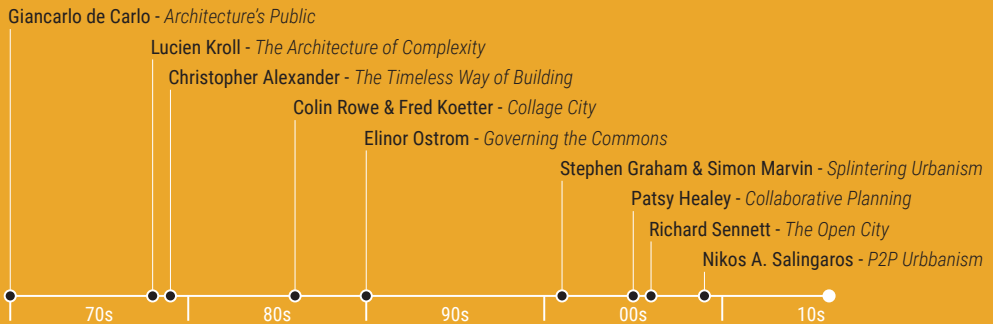 Giancarlo de Carlo - Architecture's Public
Lucien Kroll - The Architecture of Complexity
Christopher Alexander - The Timeless Way of Building
Colin Rowe & Fred Koetter - Collage City
Elinor Ostrom - Governing the Commons
Stephen Graham & Simon Marvin - Splintering Urbanism
Patsy Healey - Collaborative Planning
Richard Sennett - The Open City
Nikos A. Salingaros - P2P Urbbanism
70s 80s 90s 00s 10s